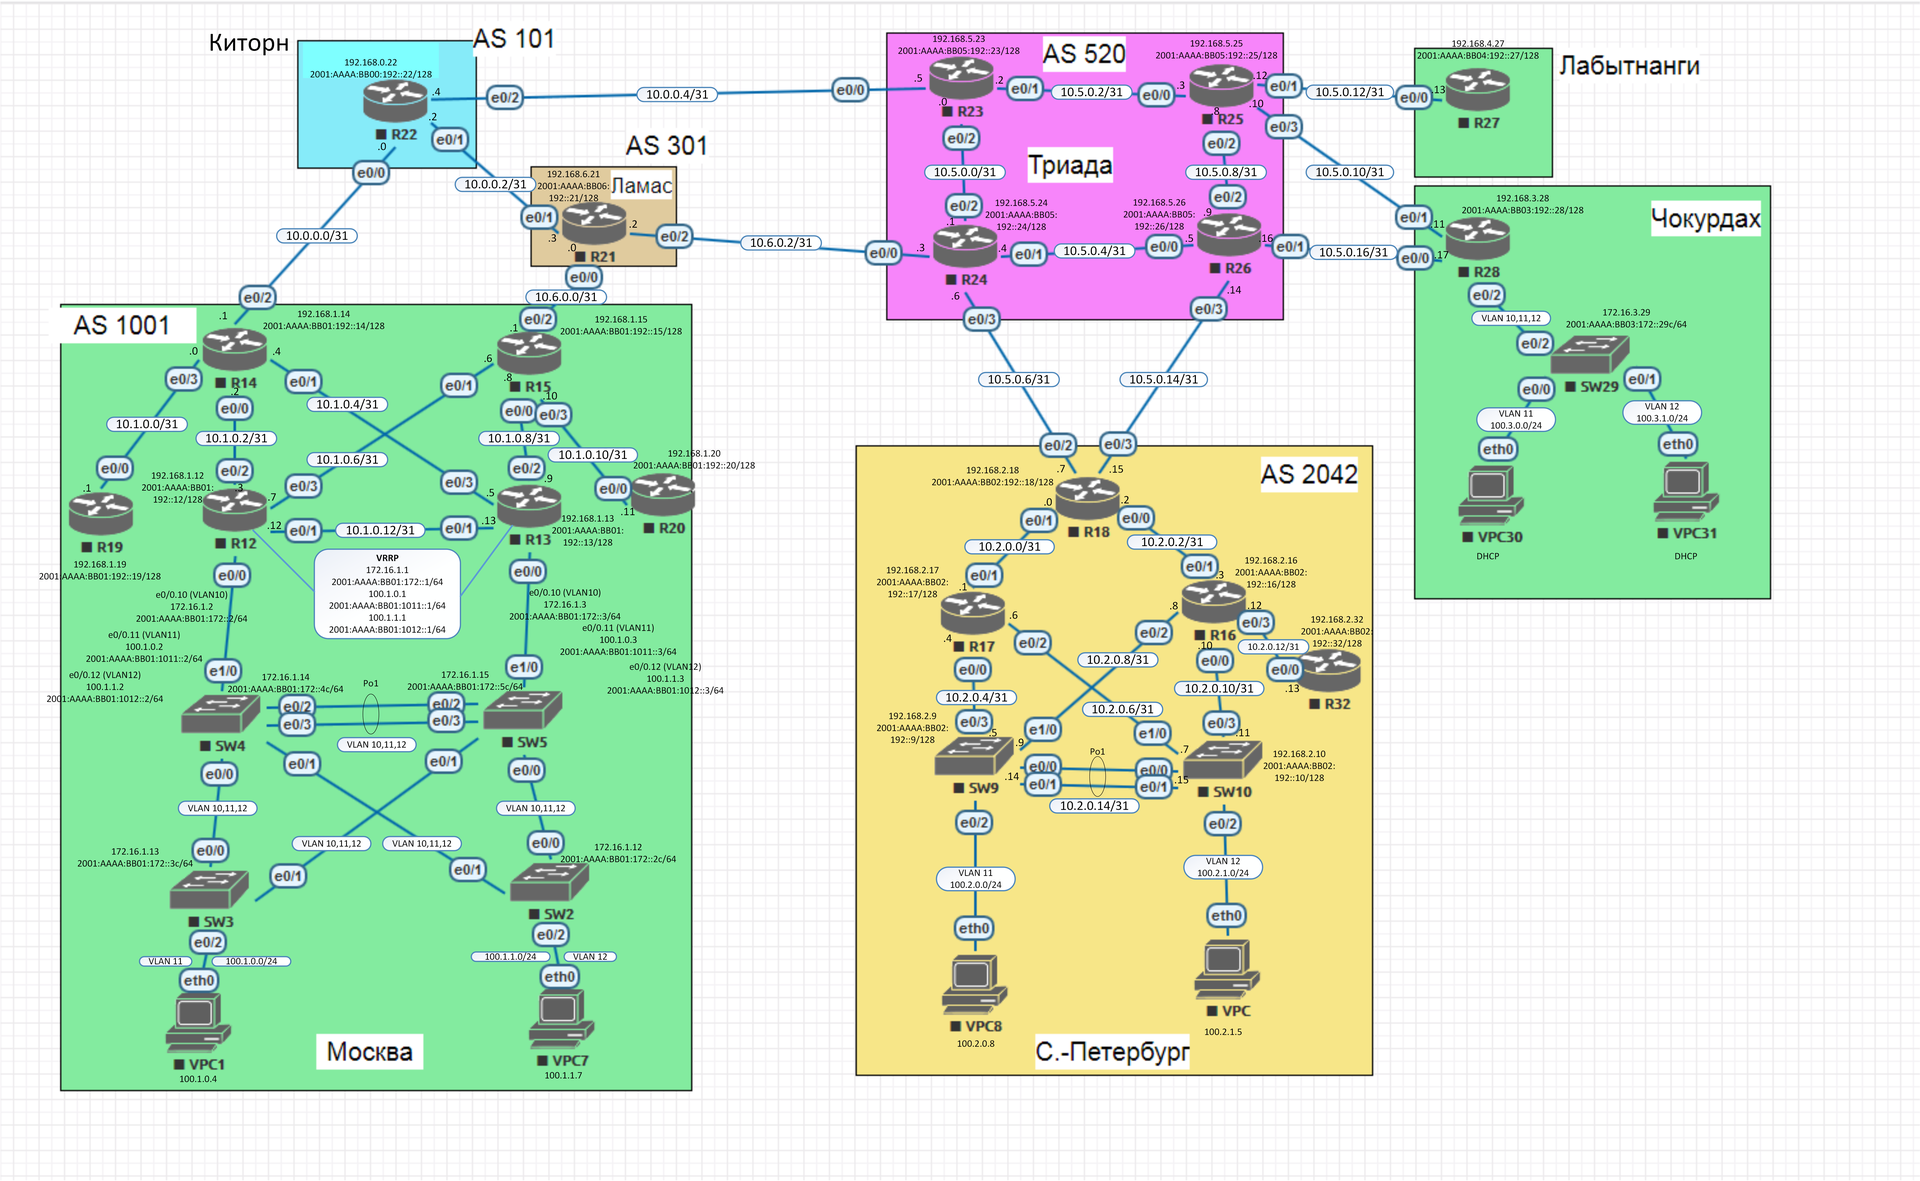 Киторн
AS 101
192.168.0.22
2001:AAAA:BB00:192::22/128
.4
.2
R22
.0
e0/2
10.0.0.4/31
e0/0
e0/1
e0/0
10.0.0.2/31
10.0.0.0/31
e0/2
AS 301
192.168.6.21
2001:AAAA:BB06:
192::21/128
Ламас
e0/1
.3
.0
.2
R21
e0/2
10.6.0.2/31
e0/0
e0/0
10.6.0.0/31
e0/2
AS 520
Триада
192.168.5.23
2001:AAAA:BB05:192::23/128
.5
.2
.0
R23
e0/1
10.5.0.2/31
e0/0
192.168.5.25
2001:AAAA:BB05:192::25/128
.3
.12
.10
.8
R25
e0/1
10.5.0.12/31
e0/0
e0/3
e0/2
10.5.0.0/31
e0/2
e0/2
10.5.0.8/31
e0/2
10.5.0.10/31
e0/1
192.168.5.24
2001:AAAA:BB05:
192::24/128
.1
.3
.4
.6
R24
e0/1
10.5.0.4/31
e0/0
192.168.5.26
2001:AAAA:BB05:
192::26/128
.9
.5
.16
.14
R26
e0/1
10.5.0.16/31
e0/0
e0/3
e0/3
10.5.0.6/31
10.5.0.14/31
e0/2
e0/3
192.168.4.27
2001:AAAA:BB04:192::27/128
.13
R27
Лабытнанги
Чокурдах
192.168.3.28
2001:AAAA:BB03:192::28/128
.11
.17
R28
e0/2
VLAN 10,11,12
e0/2
172.16.3.29
2001:AAAA:BB03:172::29c/64
SW29
e0/0
e0/1
VLAN 11
100.3.0.0/24
VLAN 12
100.3.1.0/24
eth0
eth0
VPC30
DHCP
VPC31
DHCP
AS 1001
192.168.1.14
2001:AAAA:BB01:192::14/128
.1
.0
.4
.2
R14
e0/3
e0/1
e0/0
192.168.1.15
2001:AAAA:BB01:192::15/128
.1
.6
.8
.10
R15
e0/1
e0/0
e0/3
10.1.0.0/31
10.1.0.2/31
10.1.0.4/31
10.1.0.6/31
10.1.0.8/31
10.1.0.10/31
e0/0
.1
R19
192.168.1.19
2001:AAAA:BB01:192::19/128
192.168.1.12
2001:AAAA:BB01:
192::12/128
e0/2
.3
.7
.12
R12
e0/3
e0/1
10.1.0.12/31
e0/1
e0/3
e0/2
.9
.5
.13
R13
192.168.1.13
2001:AAAA:BB01:
192::13/128
192.168.1.20
2001:AAAA:BB01:192::20/128
e0/0
.11
R20
VRRP
172.16.1.1
2001:AAAA:BB01:172::1/64
100.1.0.1
2001:AAAA:BB01:1011::1/64
100.1.1.1
2001:AAAA:BB01:1012::1/64
e0/0
e0/0.10 (VLAN10)
172.16.1.2
2001:AAAA:BB01:172::2/64
e0/0.11 (VLAN11)
100.1.0.2
2001:AAAA:BB01:1011::2/64
e0/0.12 (VLAN12)
100.1.1.2
2001:AAAA:BB01:1012::2/64
e1/0
e0/0
e0/0.10 (VLAN10)
172.16.1.3
2001:AAAA:BB01:172::3/64
e0/0.11 (VLAN11)
100.1.0.3
2001:AAAA:BB01:1011::3/64
e0/0.12 (VLAN12)
100.1.1.3
2001:AAAA:BB01:1012::3/64
e1/0
172.16.1.14
2001:AAAA:BB01:172::4c/64
SW4
172.16.1.15
2001:AAAA:BB01:172::5c/64
SW5
e0/2
e0/3
Po1
e0/2
e0/3
VLAN 10,11,12
e0/0
e0/1
e0/1
e0/0
VLAN 10,11,12
VLAN 10,11,12
VLAN 10,11,12
VLAN 10,11,12
e0/0
e0/1
e0/1
e0/0
172.16.1.13
2001:AAAA:BB01:172::3c/64
SW3
172.16.1.12
2001:AAAA:BB01:172::2c/64
SW2
e0/2
VLAN 11
100.1.0.0/24
eth0
VPC1
100.1.0.4
e0/2
100.1.1.0/24
VLAN 12
eth0
VPC7
100.1.1.7
Москва
AS 2042
192.168.2.18
2001:AAAA:BB02:192::18/128
.7
.15
.0
.2
R18
e0/1
e0/0
10.2.0.0/31
10.2.0.2/31
e0/1
e0/1
192.168.2.17
2001:AAAA:BB02:
192::17/128
.1
.6
.4
R17
192.168.2.16
2001:AAAA:BB02:
192::16/128
.3
.8
.12
.10
R16
e0/0
e0/2
e0/2
e0/0
e0/3
10.2.0.12/31
192.168.2.32
2001:AAAA:BB02:
192::32/128
e0/0
.13
R32
10.2.0.4/31
10.2.0.8/31
10.2.0.6/31
10.2.0.10/31
e0/3
e1/0
e1/0
e0/3
192.168.2.9
2001:AAAA:BB02:
192::9/128
.5
.9
.14
SW9
192.168.2.10
2001:AAAA:BB02:
192::10/128
.7
.11
.15
SW10
e0/0
e0/1
Po1
e0/0
e0/1
10.2.0.14/31
e0/2
e0/2
VLAN 11
100.2.0.0/24
VLAN 12
100.2.1.0/24
eth0
eth0
VPC8
100.2.0.8
VPC
100.2.1.5
С.-Петербург